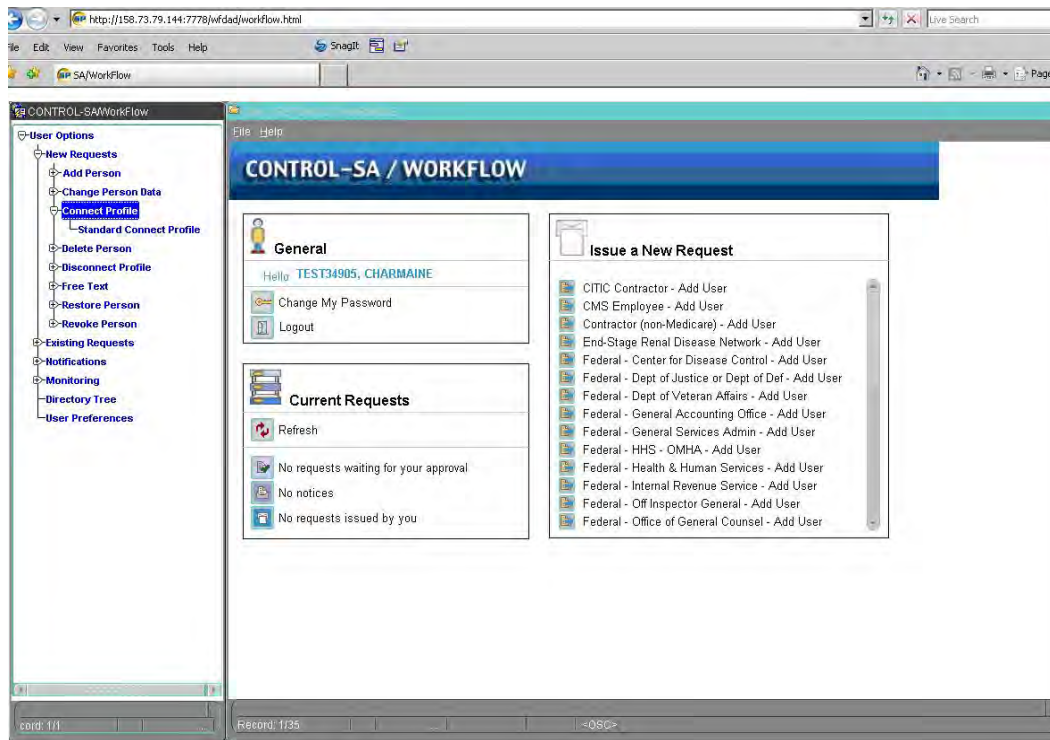 http://158.73.79.144:7778/wfdad/workflow.html
Live Search
File Edit View Favorites Tools Help
SnagIt
SA/WorkFlow
Page
CONTROL-SA/WorkFlow
User Options
New Requests
Add Person
Change Person Data
Connect Profile
Standard Connect Profile
Delete Person
Disconnect Profile
Free Text
Restore Person
Revoke Person
Existing Requests
Notifications
Monitoring
Directory Tree
User Preferences
File Help
CONTROL-SA / WORKFLOW
General
Hello TEST34905, CHARMAINE
Change My Password
Logout
Current Requests
Refresh
No requests waiting for your approval
No notices
No requests issued by you
Issue a New Request
CITIC Contractor - Add User
CMS Employee - Add User
Contractor (non-Medicare) - Add User
End-Stage Renal Disease Network - Add User
Federal - Center for Disease Control - Add User
Federal - Dept of Justice or Dept of Def - Add User
Federal - Dept of Veteran Affairs - Add User
Federal - General Accounting Office - Add User
Federal - General Services Admin - Add User
Federal - HHS - OMHA - Add User
Federal - Health & Human Services - Add User
Federal - Internal Revenue Service - Add User
Federal - Off Inspector General - Add User
Federal - Office of General Counsel - Add User
cord: 1/1
Record: 1/35
<OSC>